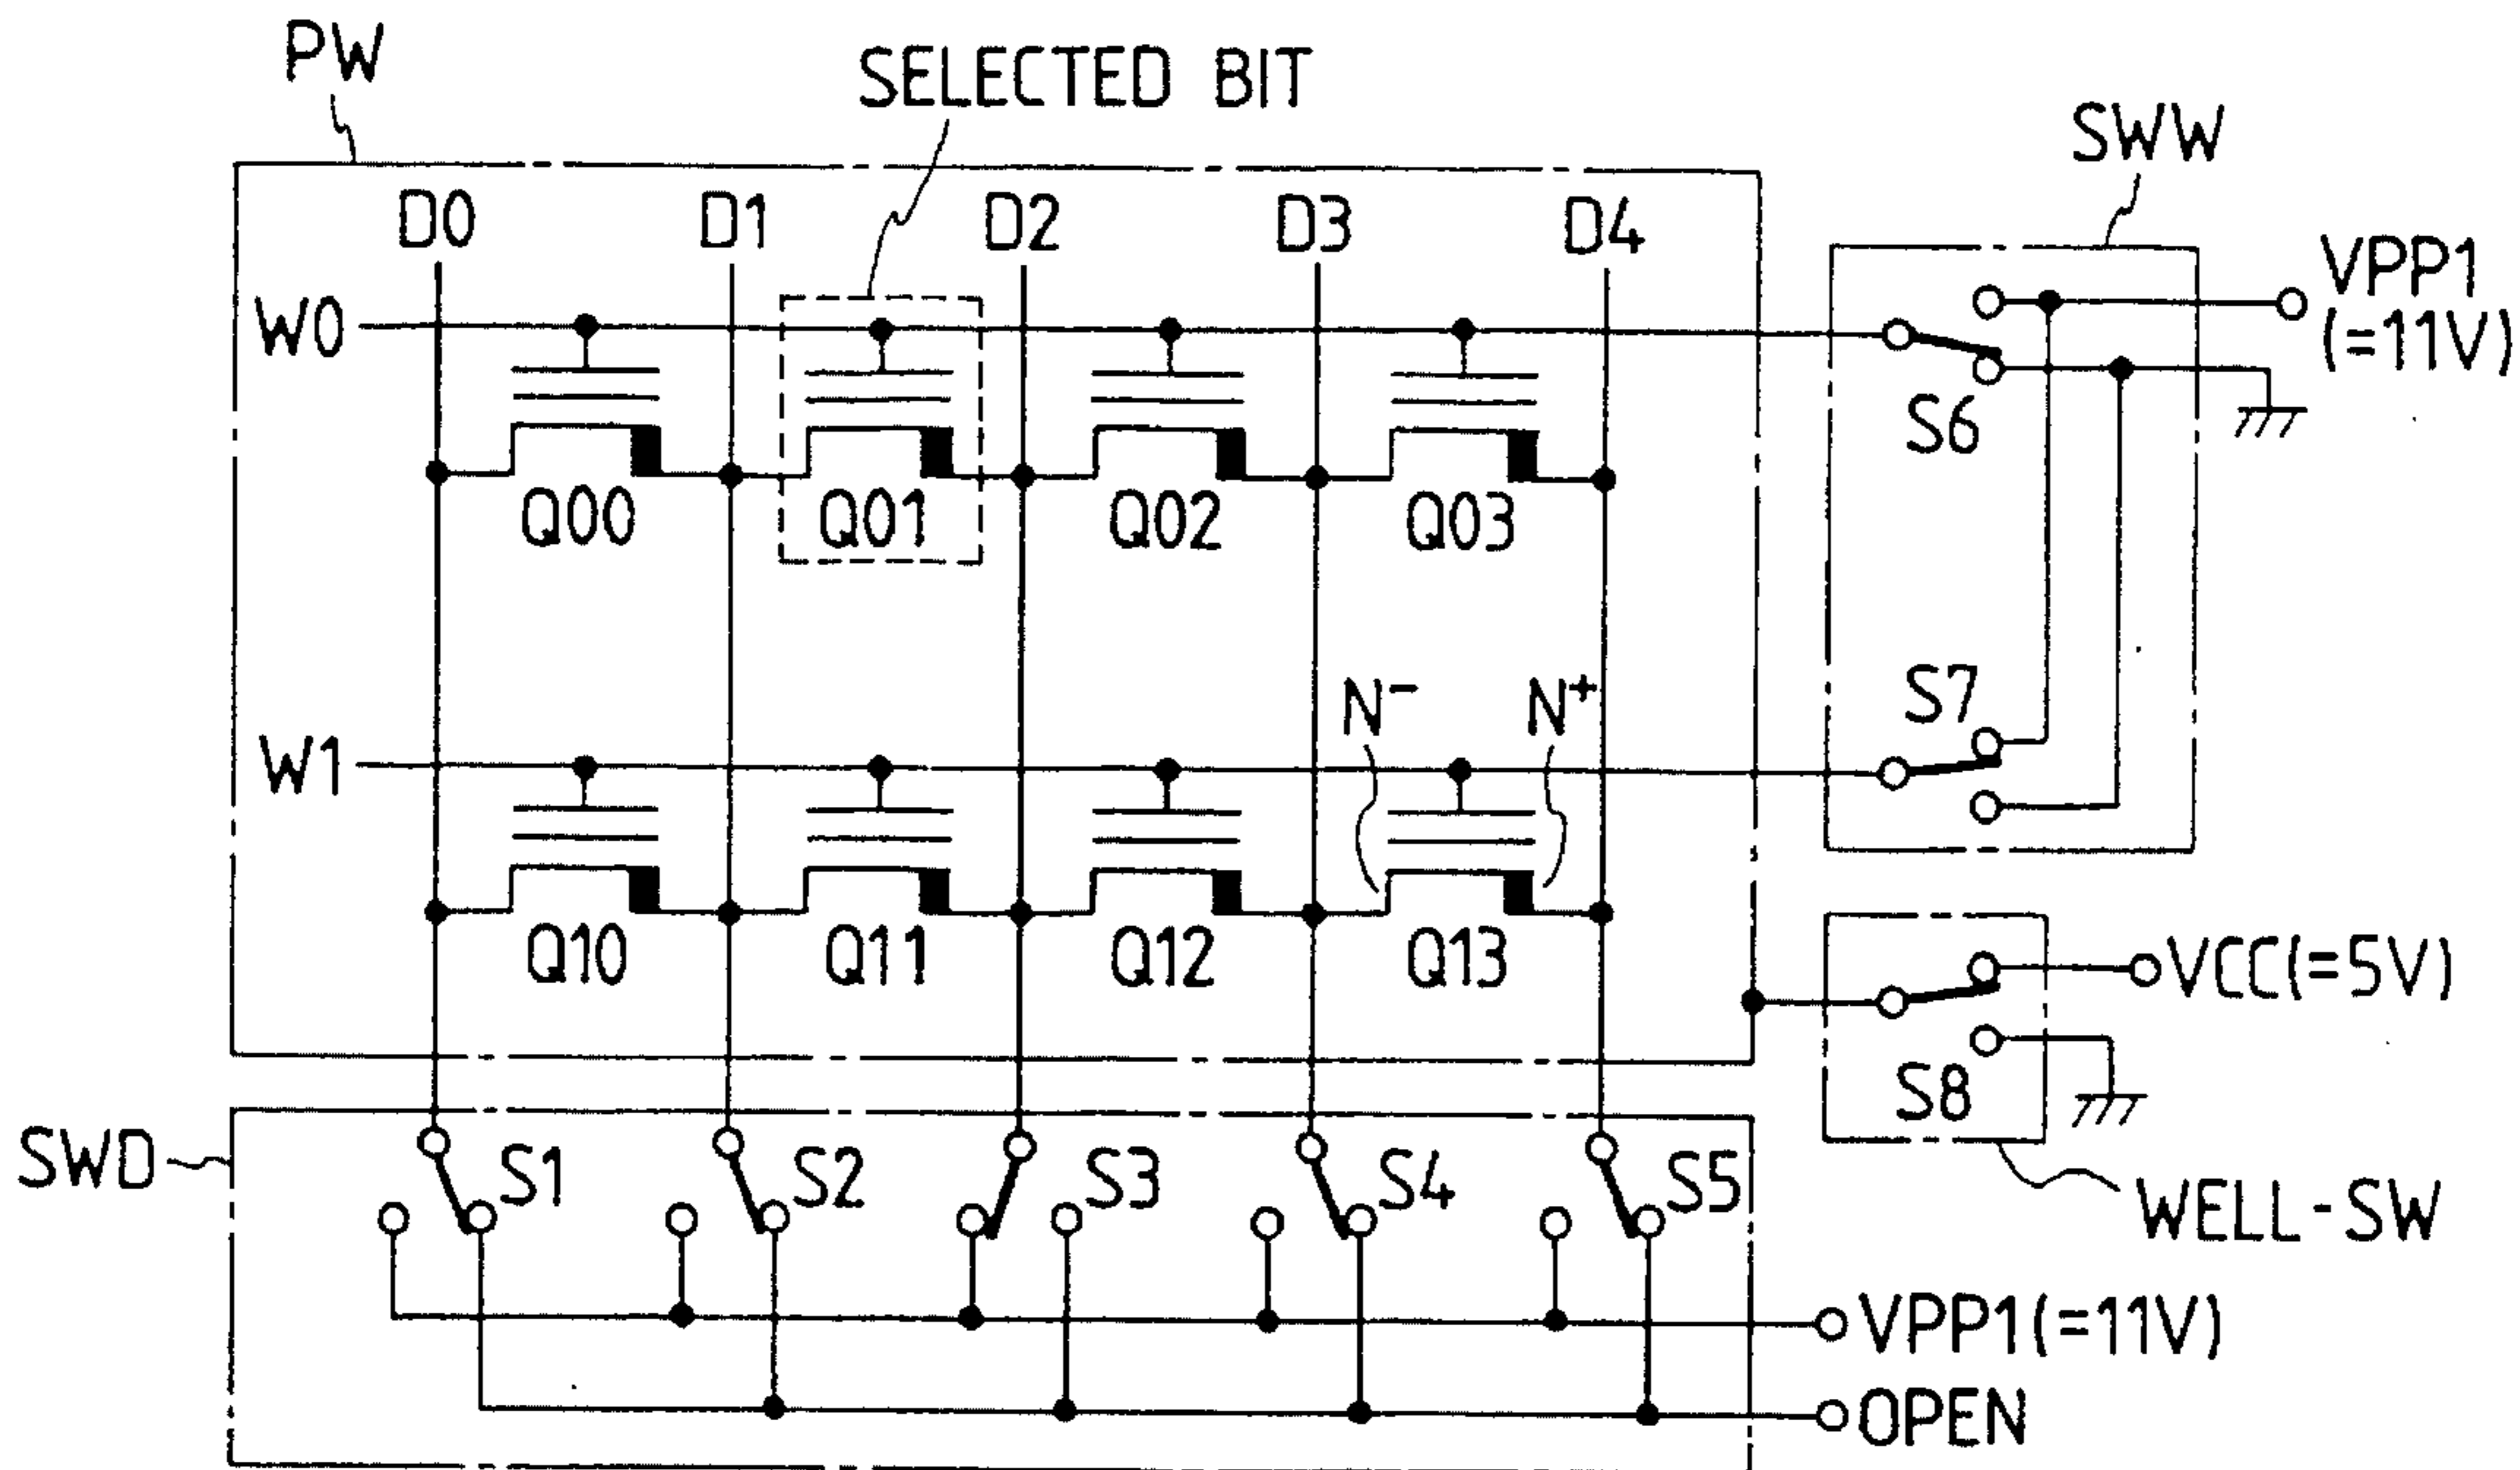 PW
SELECTED BIT
SWW
D0 D1 D2 D3 D4
VPP1
(=11V)
W0
S6
Q00 Q01 Q02 Q03
N⁻ N⁺
S7
W1
Q10 Q11 Q12 Q13
VCC(=5V)
S8
SWD
S1 S2 S3 S4 S5
WELL-SW
VPP1(=11V)
OPEN